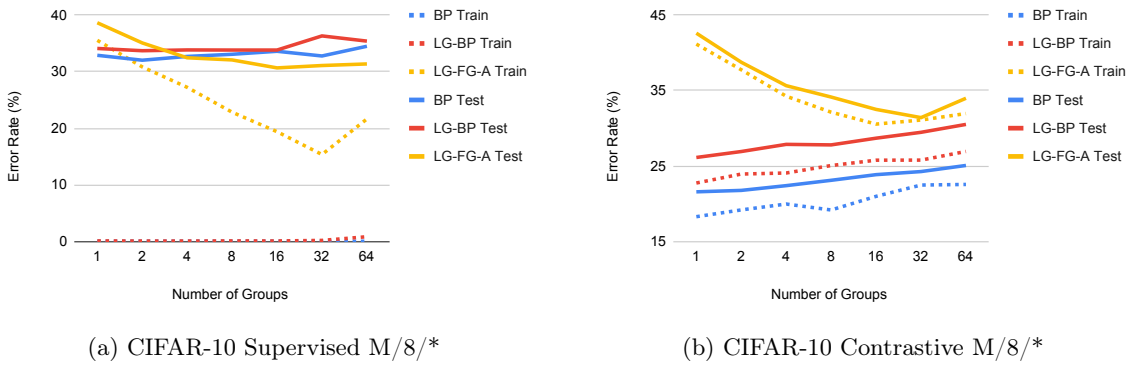 40
30
20
10
0
Error Rate (%)
1 2 4 8 16 32 64
Number of Groups
BP Train
LG-BP Train
LG-FG-A Train
BP Test
LG-BP Test
LG-FG-A Test
(a) CIFAR-10 Supervised M/8/*
45
35
25
15
Error Rate (%)
1 2 4 8 16 32 64
Number of Groups
BP Train
LG-BP Train
LG-FG-A Train
BP Test
LG-BP Test
LG-FG-A Test
(b) CIFAR-10 Contrastive M/8/*